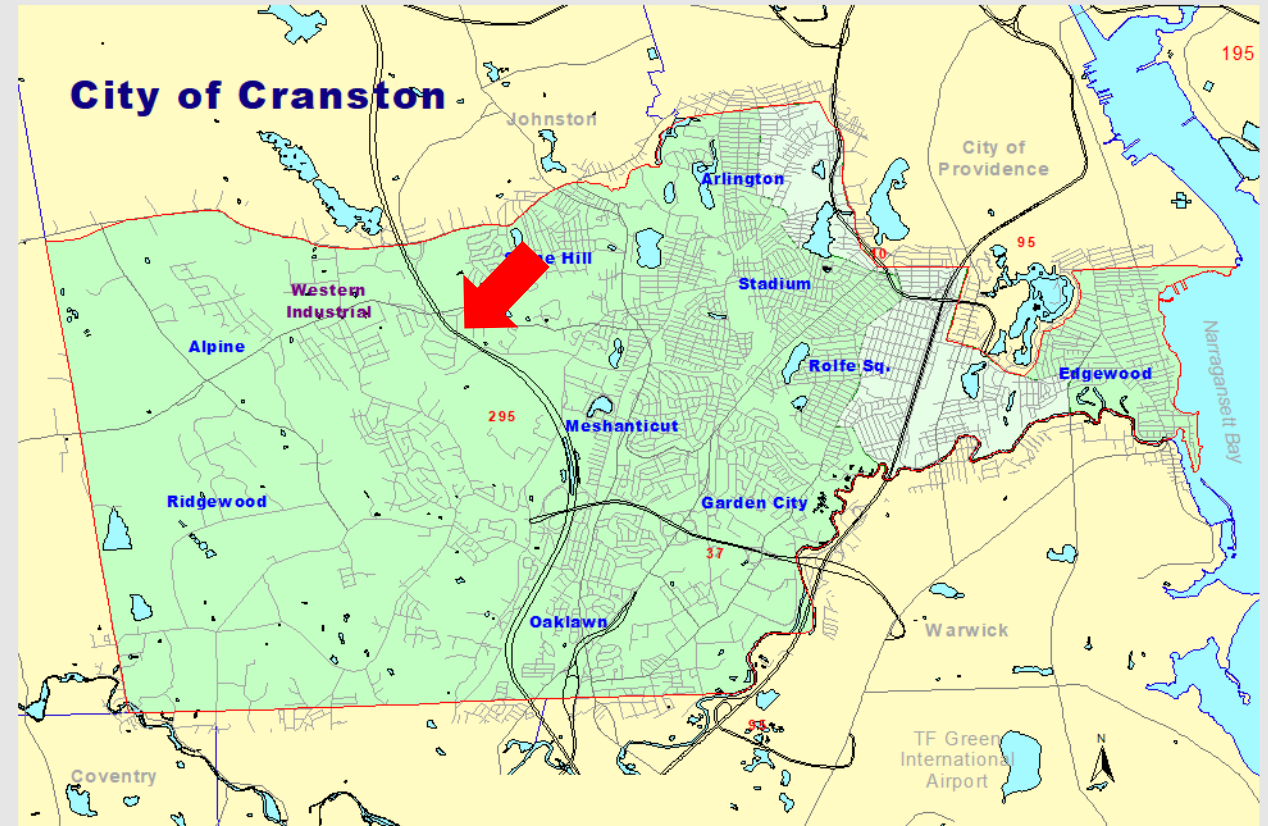 195
City of Cranston
Johnston
City of
Providence
Arlington
95
10
Hill
Stadium
Western
Industrial
Narragansett Bay
Alpine
Rolfe Sq.
Edgewood
295
Meshanticut
Ridgewood
Garden City
37
Oaklawn
Warwick
95
TF Green
International
Airport
N
Coventry